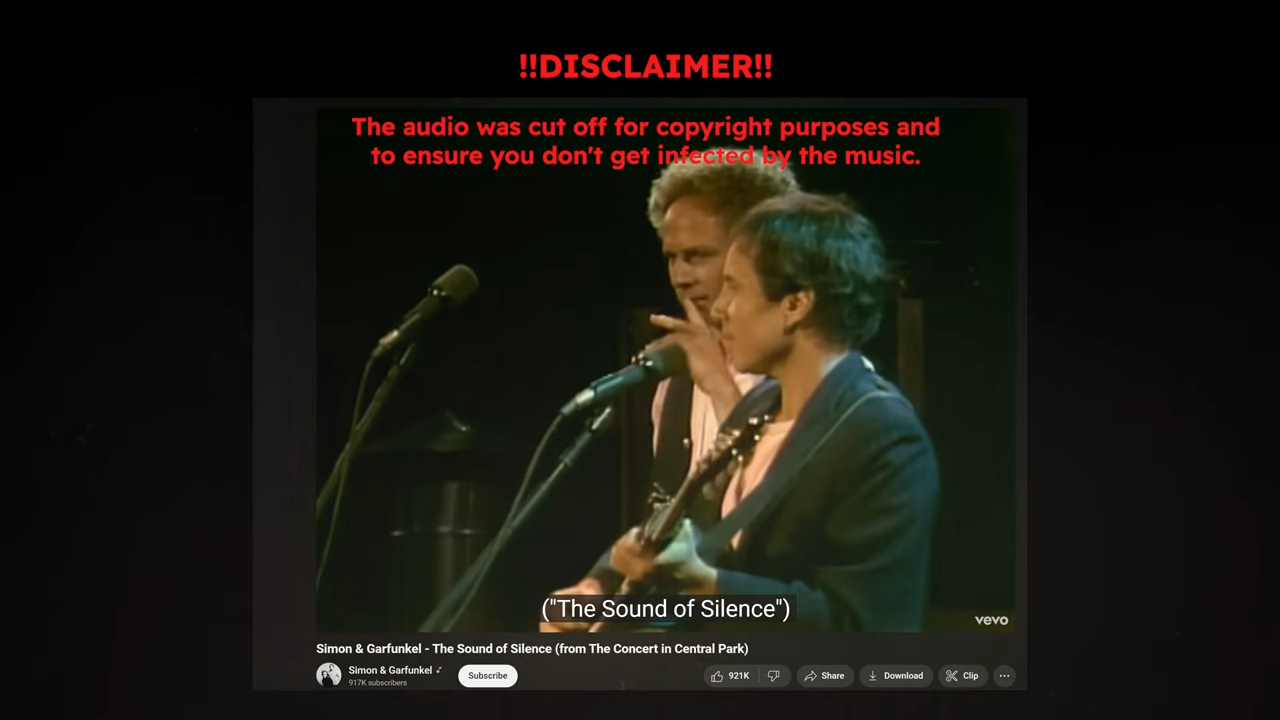 !!DISCLAIMER!!
The audio was cut off for copyright purposes and
to ensure you don't get infected by the music.
("The Sound of Silence")
vevo
Simon & Garfunkel - The Sound of Silence (from The Concert in Central Park)
Simon & Garfunkel
917K subscribers
Subscribe
921K
Share
Download
Clip